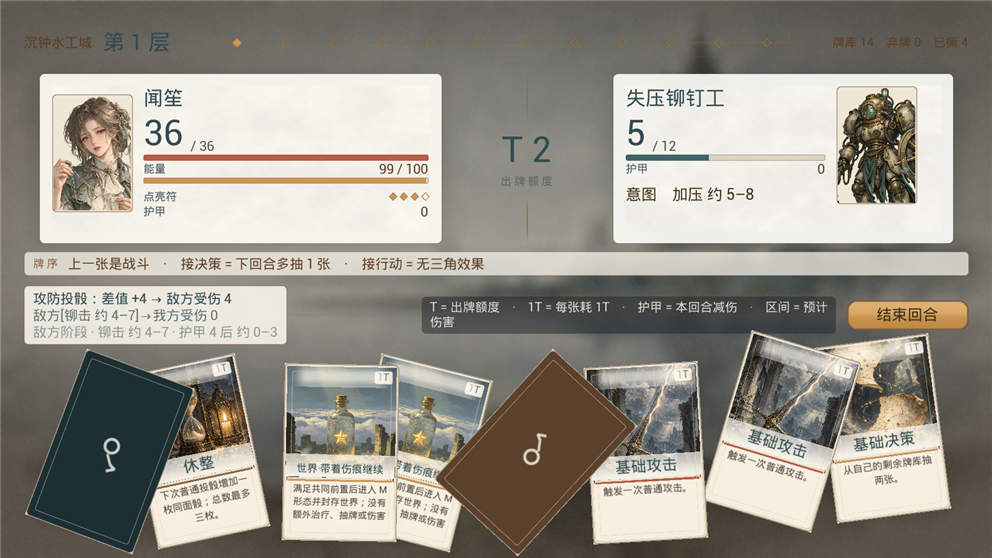 沉钟水工城 第 1 层
牌库 14 弃牌 0 已捶 4
闻笙
36 / 36
能量 99 / 100
点亮符
护甲 0
T 2
出牌额度
失压铆钉工
5 / 12
护甲 0
意图 加压 约 5–8
牌序 上一张是战斗 · 接决策 = 下回合多抽 1 张 · 接行动 = 无三角效果
攻防投骰：差值 +4 → 敌方受伤 4
敌方[铆击 约 4–7]→我方受伤 0
敌方阶段 · 铆击 约 4–7 · 护甲 4 后 约 0–3
T = 出牌额度 · 1T = 每张耗 1T · 护甲 = 本回合减伤 · 区间 = 预计
伤害
结束回合
1T
休整
下次普通投骰增加一
枚同面骰；总数最多
三枚。
1T
世界·带着伤痕继续
满足共同前置后进入 M
形态并封存世界；没有
额外治疗、抽牌或伤害
1T
带着伤痕继
置后进入 M
存世界；没有
抽牌或伤害
1T
基础攻击
触发一次普通攻击。
1T
基础攻击
触发一次普通攻击。
1T
基础决策
从自己的剩余牌库抽
两张。